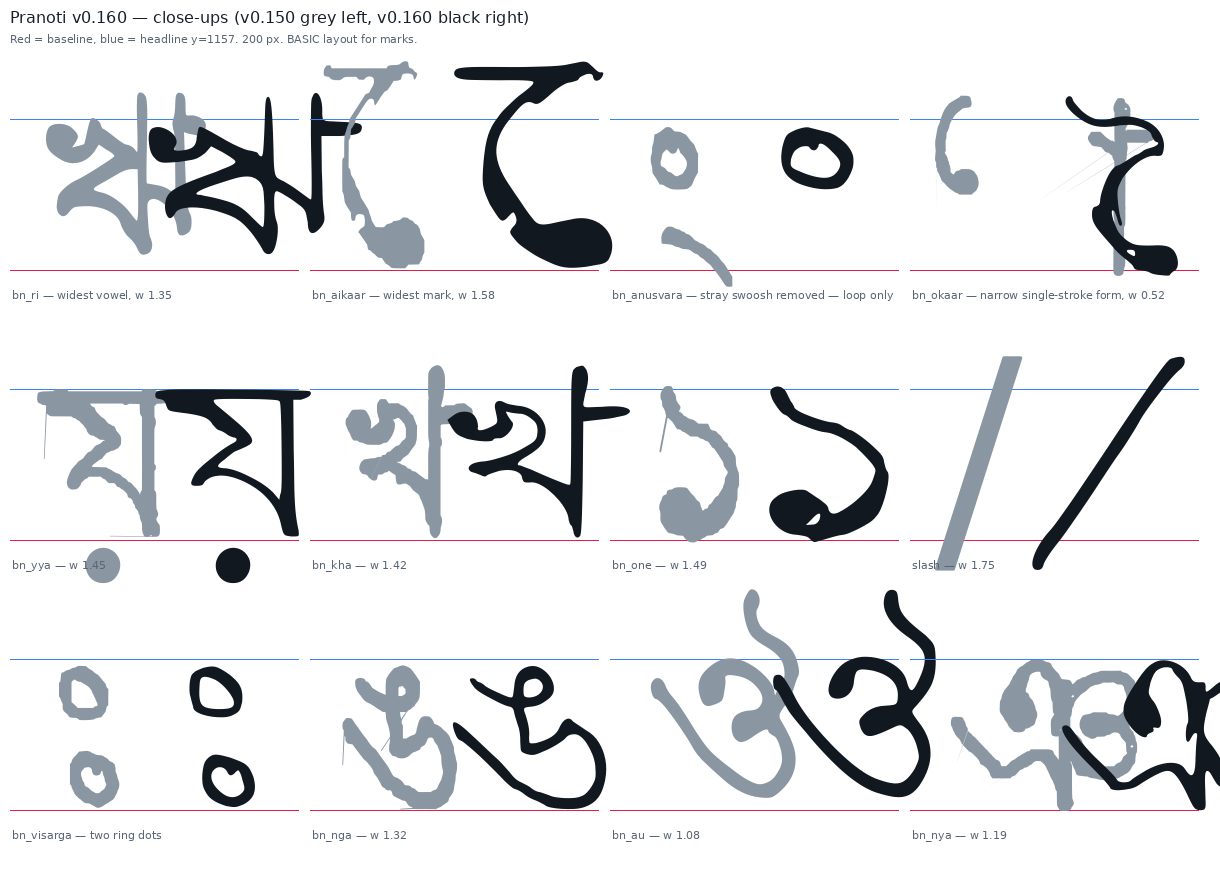 Pranoti v0.160 — close-ups (v0.150 grey left, v0.160 black right)
Red = baseline, blue = headline y=1157. 200 px. BASIC layout for marks.
bn_ri — widest vowel, w 1.35
bn_aikaar — widest mark, w 1.58
bn_anusvara — stray swoosh removed — loop only
bn_okaar — narrow single-stroke form, w 0.52
য় য়
খ খ
১ ১
/ /
bn_yya — w 1.45
bn_kha — w 1.42
bn_one — w 1.49
slash — w 1.75
ঙ ঙ
ঔ ঔ
ঞ ঞ
bn_visarga — two ring dots
bn_nga — w 1.32
bn_au — w 1.08
bn_nya — w 1.19